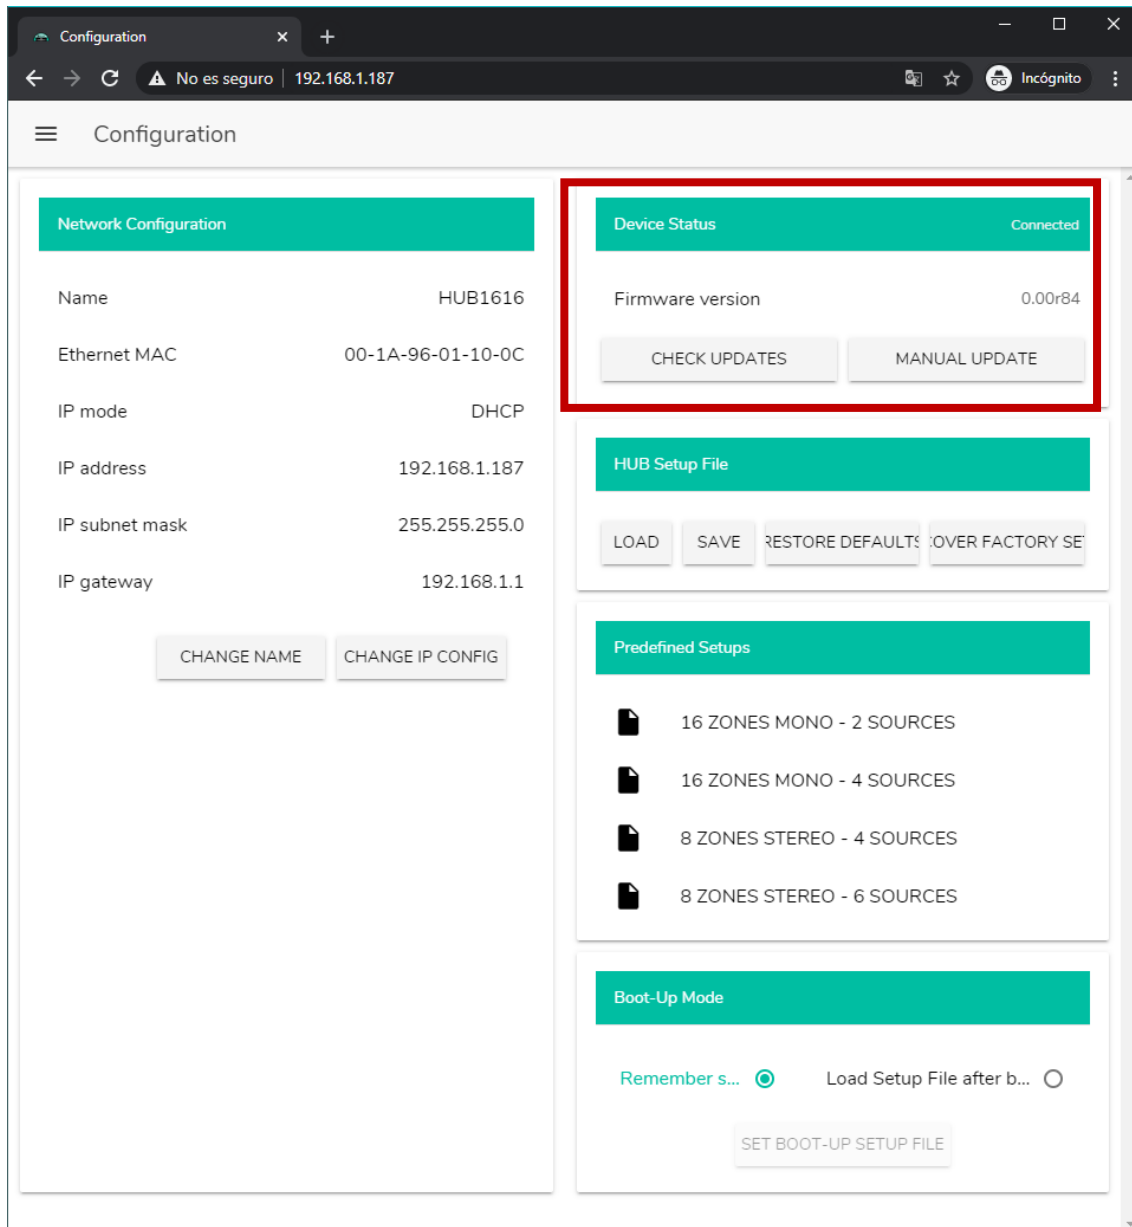 Configuration
No es seguro | 192.168.1.187
Incógnito
Configuration
Network Configuration
Name HUB1616
Ethernet MAC 00-1A-96-01-10-0C
IP mode DHCP
IP address 192.168.1.187
IP subnet mask 255.255.255.0
IP gateway 192.168.1.1
CHANGE NAME CHANGE IP CONFIG
Device Status Connected
Firmware version 0.00r84
CHECK UPDATES MANUAL UPDATE
HUB Setup File
LOAD SAVE RESTORE DEFAULTS OVER FACTORY SE
Predefined Setups
16 ZONES MONO - 2 SOURCES
16 ZONES MONO - 4 SOURCES
8 ZONES STEREO - 4 SOURCES
8 ZONES STEREO - 6 SOURCES
Boot-Up Mode
Remember s... Load Setup File after b...
SET BOOT-UP SETUP FILE